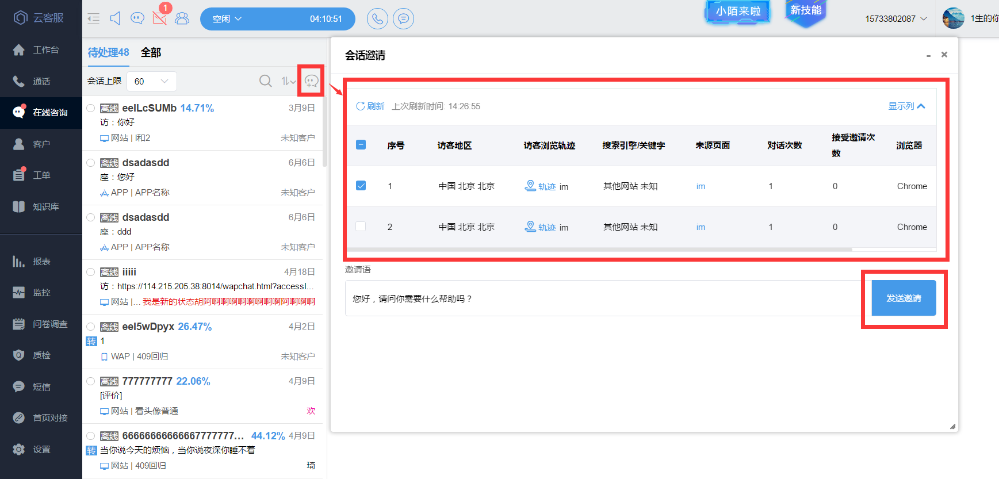 云客服
工作台
通话
在线咨询
客户
工单
知识库
报表
监控
问卷调查
质检
短信
首页对接
设置
1
空闲 04:10:51
小陌来啦
新技能
15733802087
1生的你
待处理48 全部
会话上限 60
离线 eelLcSUMb 14.71% 3月9日
访：你好
网站 | l和2 未知客户
离线 dsadasdd 6月6日
座：您好
APP | APP名称 未知客户
离线 dsadasdd 6月6日
座：ddd
APP | APP名称 未知客户
离线 iiiii 4月18日
访：https://114.215.205.38:8014/wapchat.html?accessI...
网站 |... 我是新的状态胡阿啊啊啊啊啊啊啊啊阿啊啊啊
离线 eel5wDpyx 26.47% 4月2日
转 1
WAP | 409回归 未知客户
离线 777777777 22.06% 4月9日
[评价]
网站 | 看头像普通 欢
离线 66666666666667777777... 44.12% 4月9日
转 当你说今天的烦恼，当你说夜深你睡不着
网站 | 409回归 琦
会话邀请
刷新 上次刷新时间: 14:26:55 显示列
序号 访客地区 访客浏览轨迹 搜索引擎/关键字 来源页面 对话次数 接受邀请次数 浏览器
1 中国 北京 北京 轨迹 im 其他网站 未知 im 1 0 Chrome
2 中国 北京 北京 轨迹 im 其他网站 未知 im 1 0 Chrome
邀请语
您好，请问你需要什么帮助吗？
发送邀请